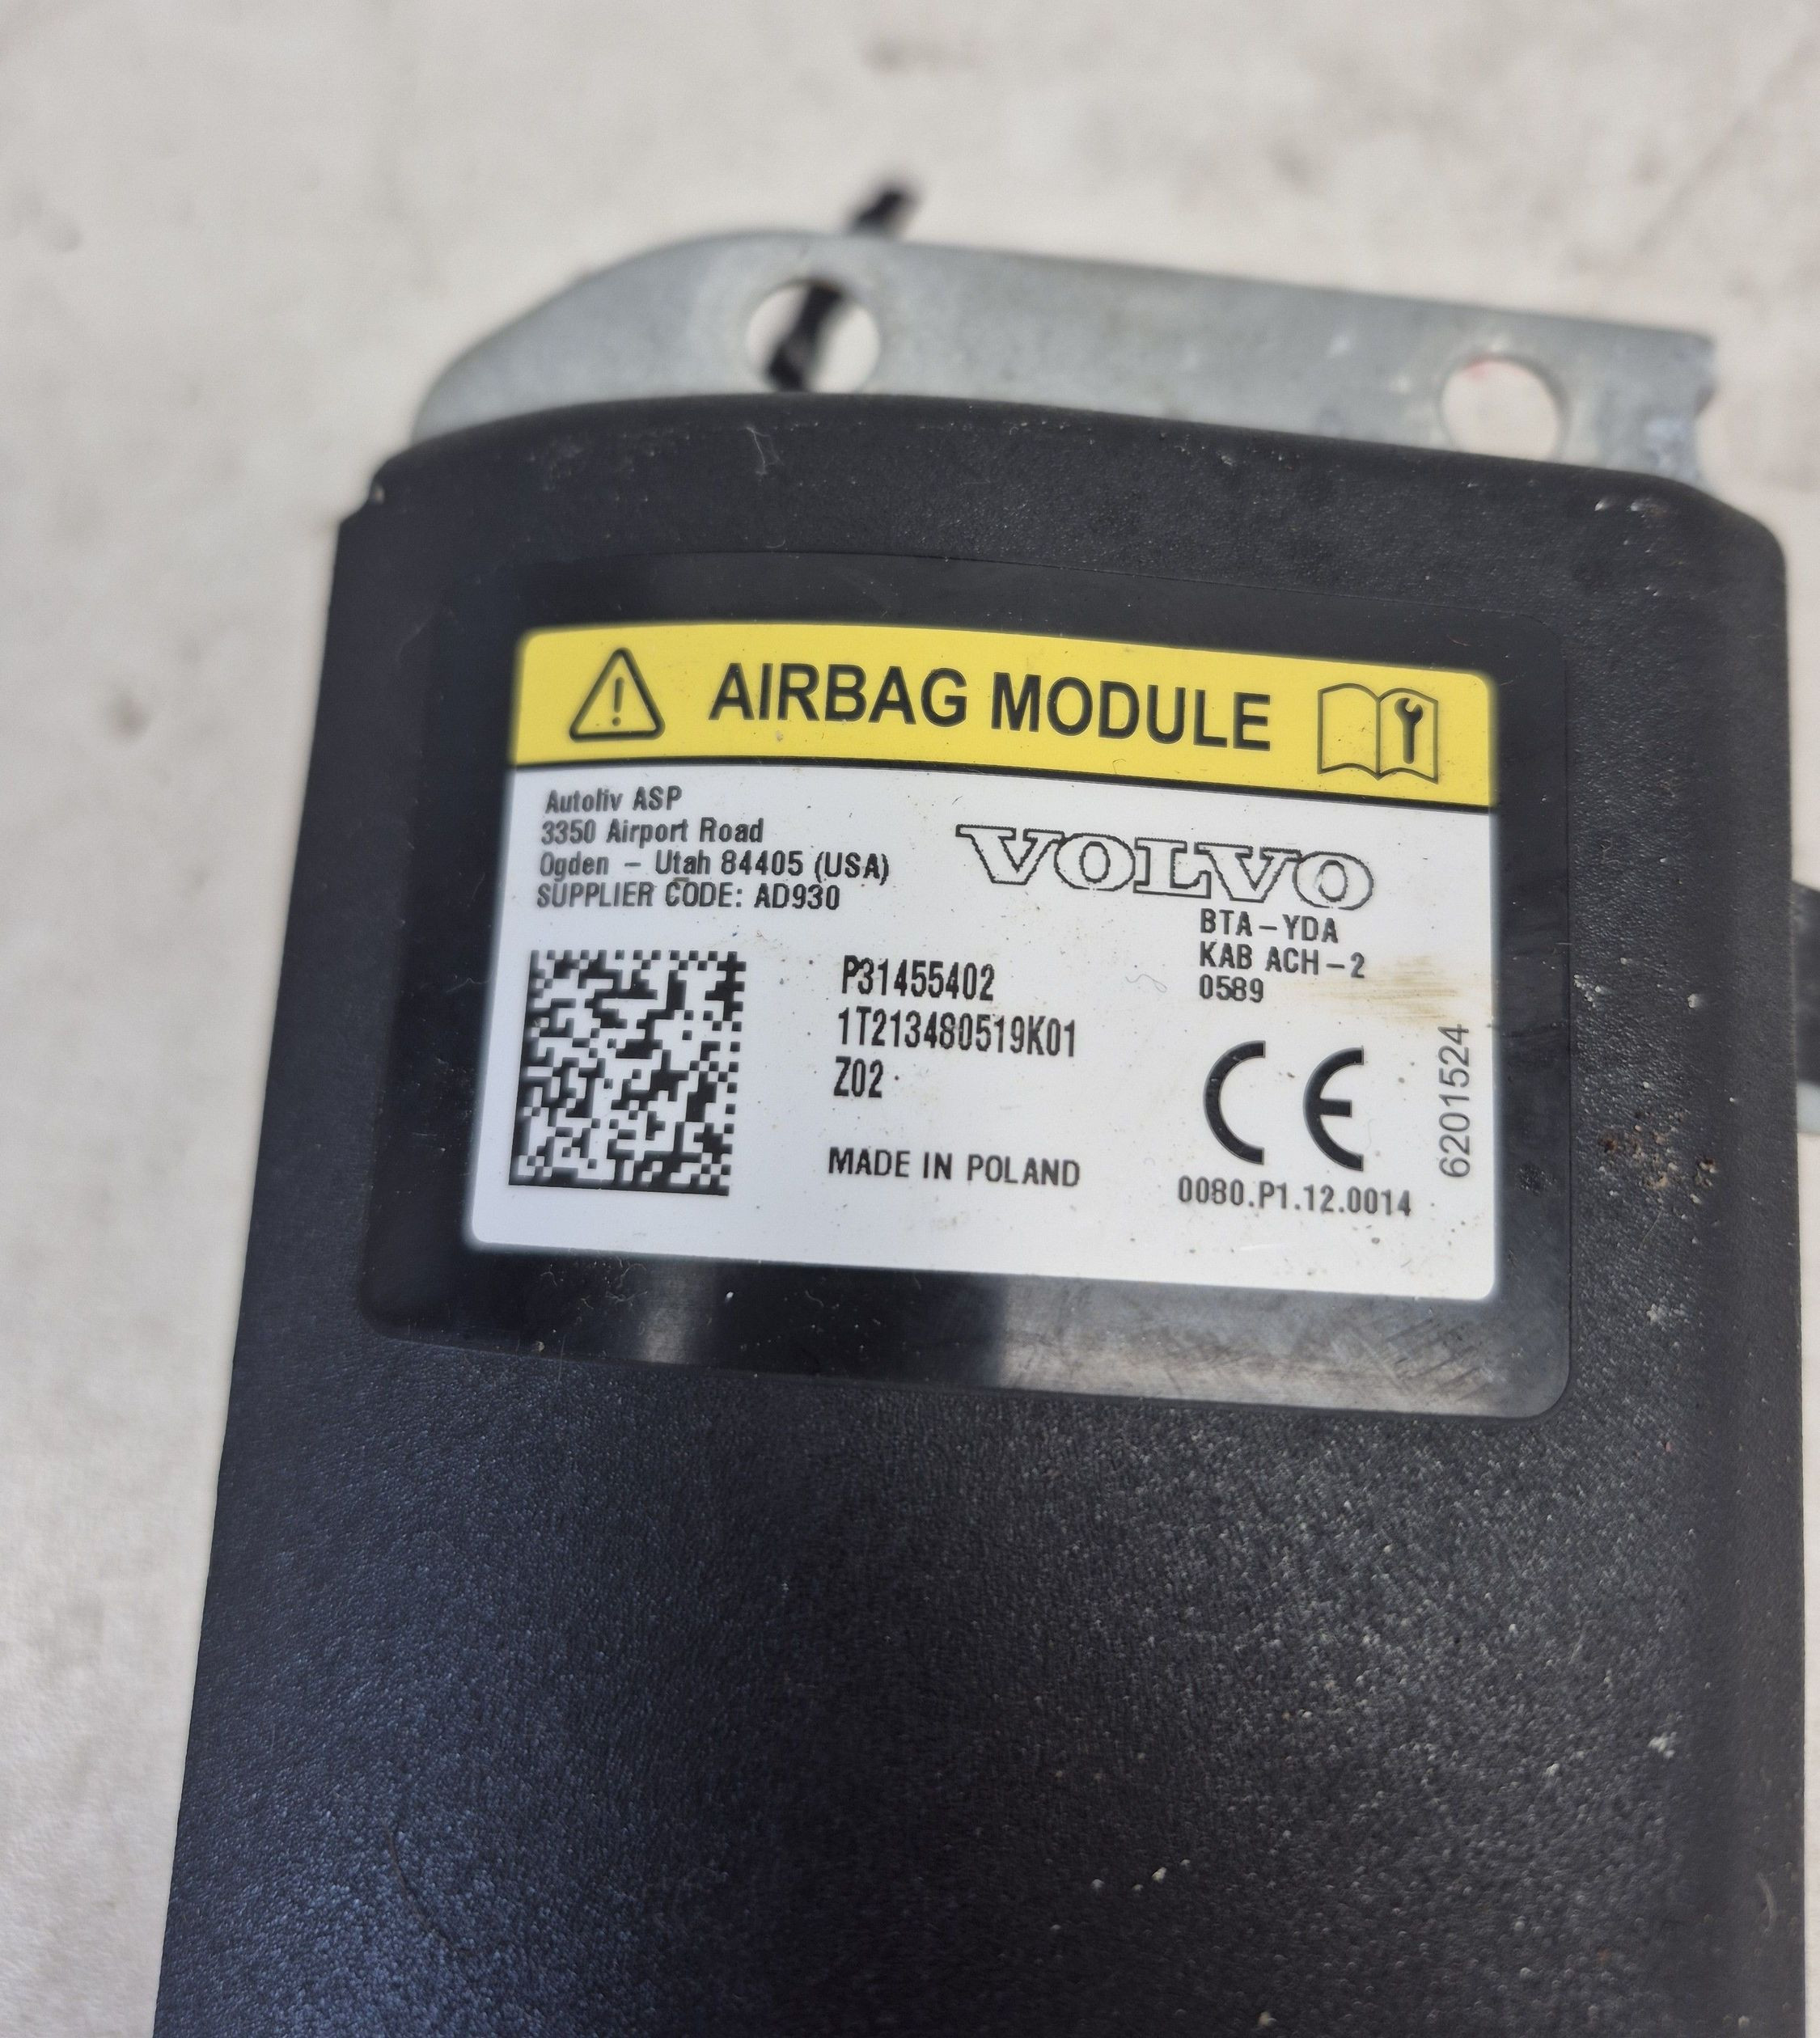 AIRBAG MODULE
Autoliv ASP
3350 Airport Road
Ogden - Utah 84405 (USA)
SUPPLIER CODE: AD930
VOLVO
BTA-YDA
KAB ACH-2
0589
P31455402
1T213480519K01
Z02
MADE IN POLAND
CE
0080.P1.12.0014
6201524